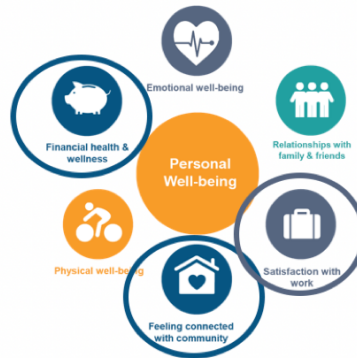 Emotional well-being
Financial health &
wellness
Relationships with
family & friends
Personal
Well-being
Physical well-being
Satisfaction with
work
Feeling connected
with community